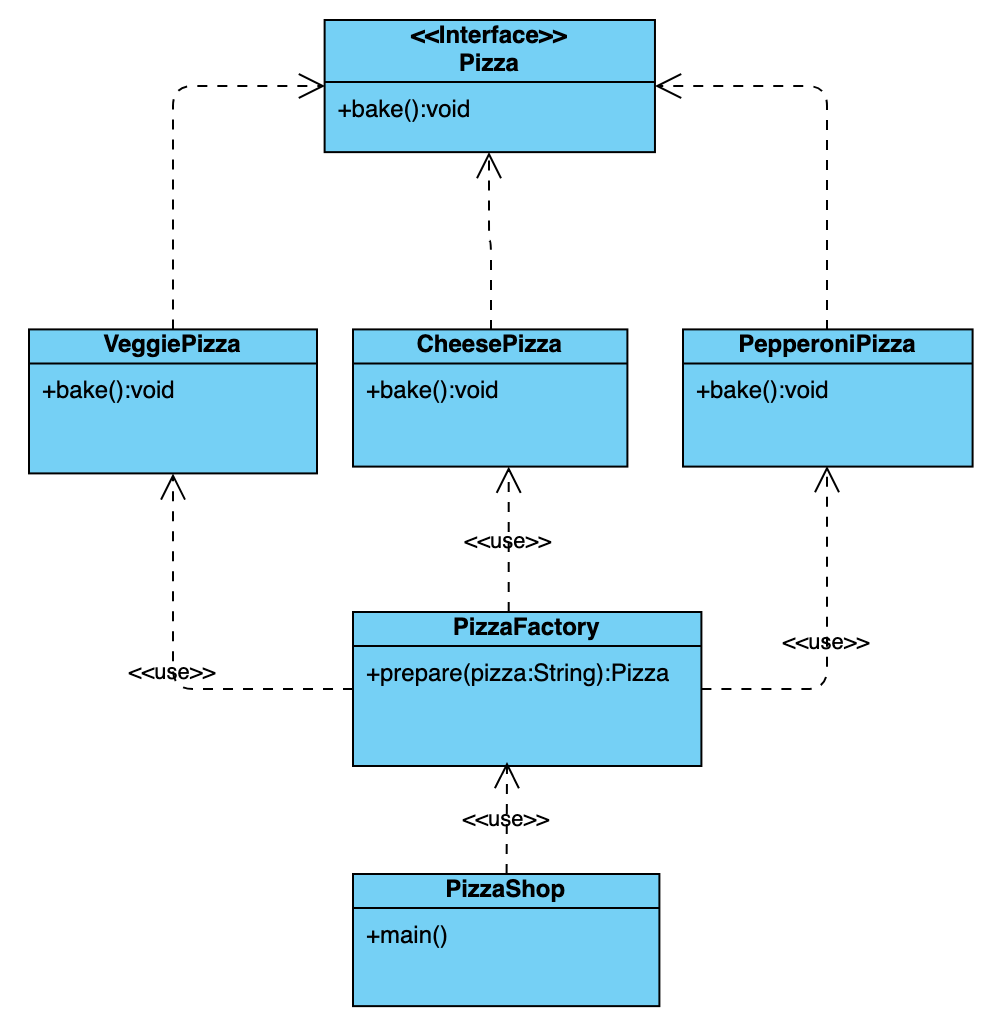 <<Interface>>
Pizza
+bake():void
VeggiePizza
+bake():void
CheesePizza
+bake():void
PepperoniPizza
+bake():void
<<use>>
<<use>>
<<use>>
PizzaFactory
+prepare(pizza:String):Pizza
<<use>>
PizzaShop
+main()